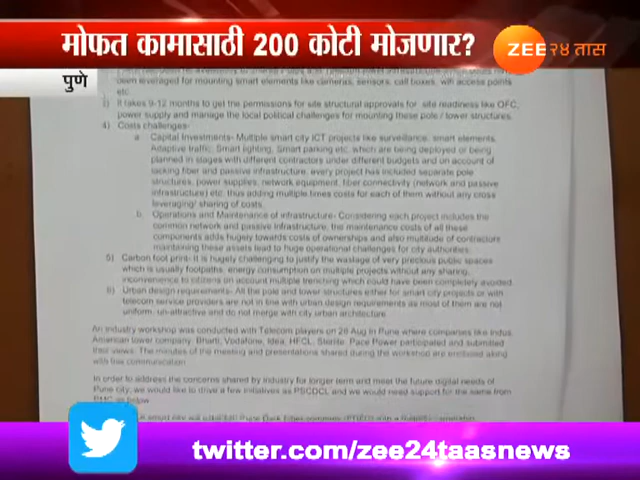 मोफत कामासाठी 200 कोटी मोजणार?
ZEE २४ तास
पुणे
been leveraged for mounting smart elements like cameras, sensors, call boxes, wifi access points
etc.
It takes 9-12 months to get the permissions for site structural approvals for site readiness like OFC,
power supply and manage the local political challenges for mounting these pole / lower structures.
4) Costs challenges-
a. Capital Investments- Multiple smart city ICT projects like surveillance, smart elements,
Adaptive traffic, Smart lighting, Smart parking etc. which are being deployed or being
planned in stages with different contractors under different budgets and on account of
lacking fiber and passive infrastructure, every project has included separate pole
structures, power supplies, network equipment, fiber connectivity (network and passive
infrastructure) etc. thus adding multiple times costs for each of them without any cross
leveraging/ sharing of costs.
b. Operations and Maintenance of infrastructure- Considering each project includes the
common network and passive Infrastructure, the maintenance costs of all these
components adds hugely towards costs of ownerships and also multitude of contractors
maintaining these assets lead to huge operational challenges for city authorities.
5) Carbon foot print- It is hugely challenging to justify the wastage of very precious public spaces
which is usually footpaths, energy consumption on multiple projects without any sharing,
inconvenience to citizens on account multiple trenching which could have been completely avoided.
6) Urban design requirements- All the pole and tower structures either for smart city projects or with
telecom service providers are not in line with urban design requirements as most of them are not
uniform, un-attractive and do not merge with city urban architecture.
An industry workshop was conducted with Telecom players on 28 Aug in Pune where companies like Indus,
American tower company, Bharti, Vodafone, Idea, HFCL, Sterlite, Pace Power participated and submitted
their views. The minutes of the meeting and presentations shared during the workshop are enclosed along
with this communication.
In order to address the concerns shared by industry for longer term and meet the future digital needs of
Pune city, we would like to drive a few initiatives as PSCDCL and we would need support for the same from
PMC as below
twitter.com/zee24taasnews